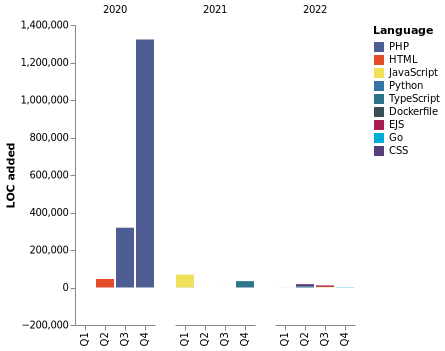 2020 2021 2022
Language
PHP
HTML
JavaScript
Python
TypeScript
Dockerfile
EJS
Go
CSS
LOC added
1,400,000
1,200,000
1,000,000
800,000
600,000
400,000
200,000
0
−200,000
Q1 Q2 Q3 Q4 Q1 Q2 Q3 Q4 Q1 Q2 Q3 Q4